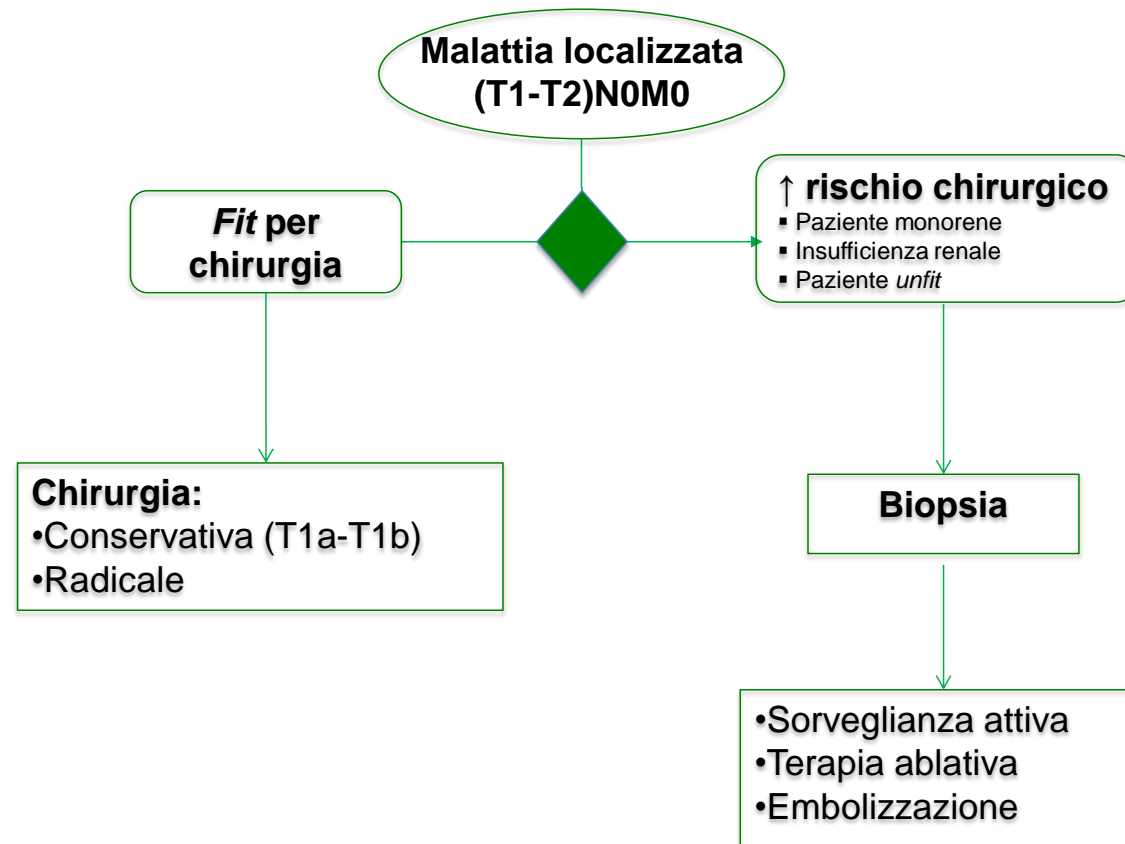 Malattia localizzata
(T1-T2)N0M0
Fit per
chirurgia
↑ rischio chirurgico
▪ Paziente monorene
▪ Insufficienza renale
▪ Paziente unfit
Chirurgia:
•Conservativa (T1a-T1b)
•Radicale
Biopsia
•Sorveglianza attiva
•Terapia ablativa
•Embolizzazione